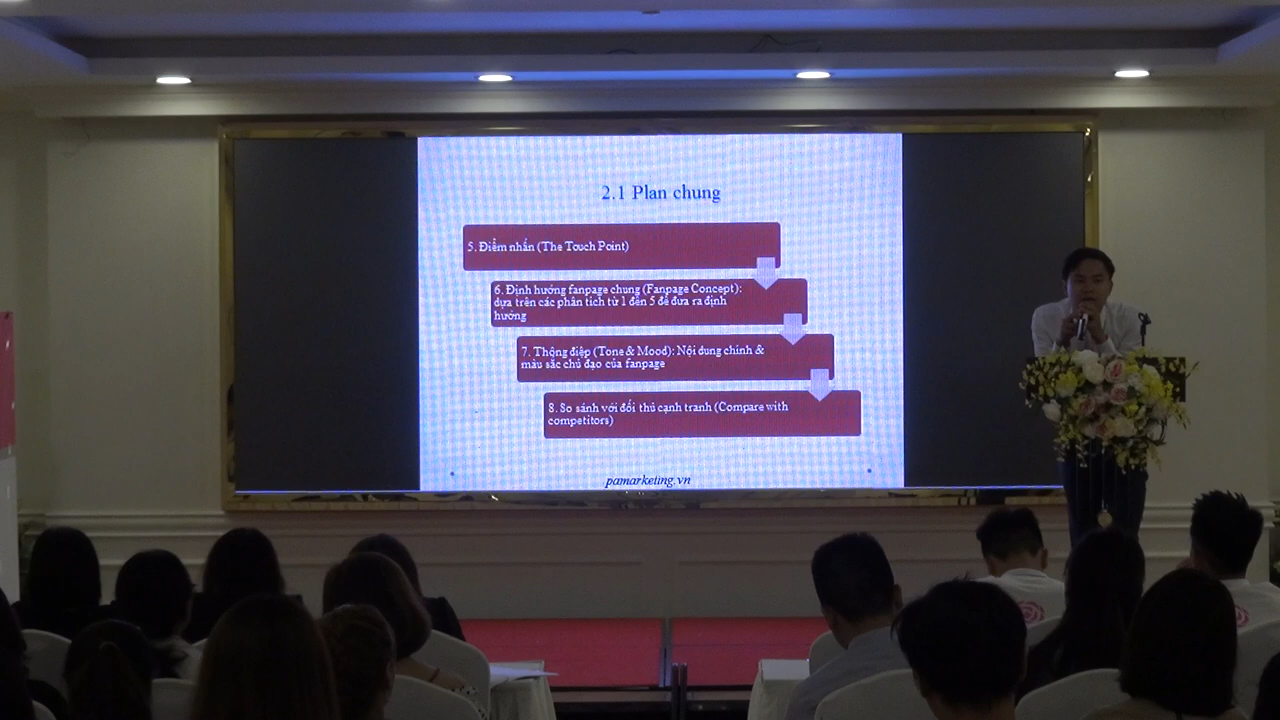 2.1 Plan chung
5. Điểm nhấn (The Touch Point)
6. Định hướng fanpage chung (Fanpage Concept):
dựa trên các phân tích từ 1 đến 5 để đưa ra định
hướng
7. Thông điệp (Tone & Mood): Nội dung chính &
màu sắc chủ đạo của fanpage
8. So sánh với đối thủ cạnh tranh (Compare with
competitors)
pamarketing.vn